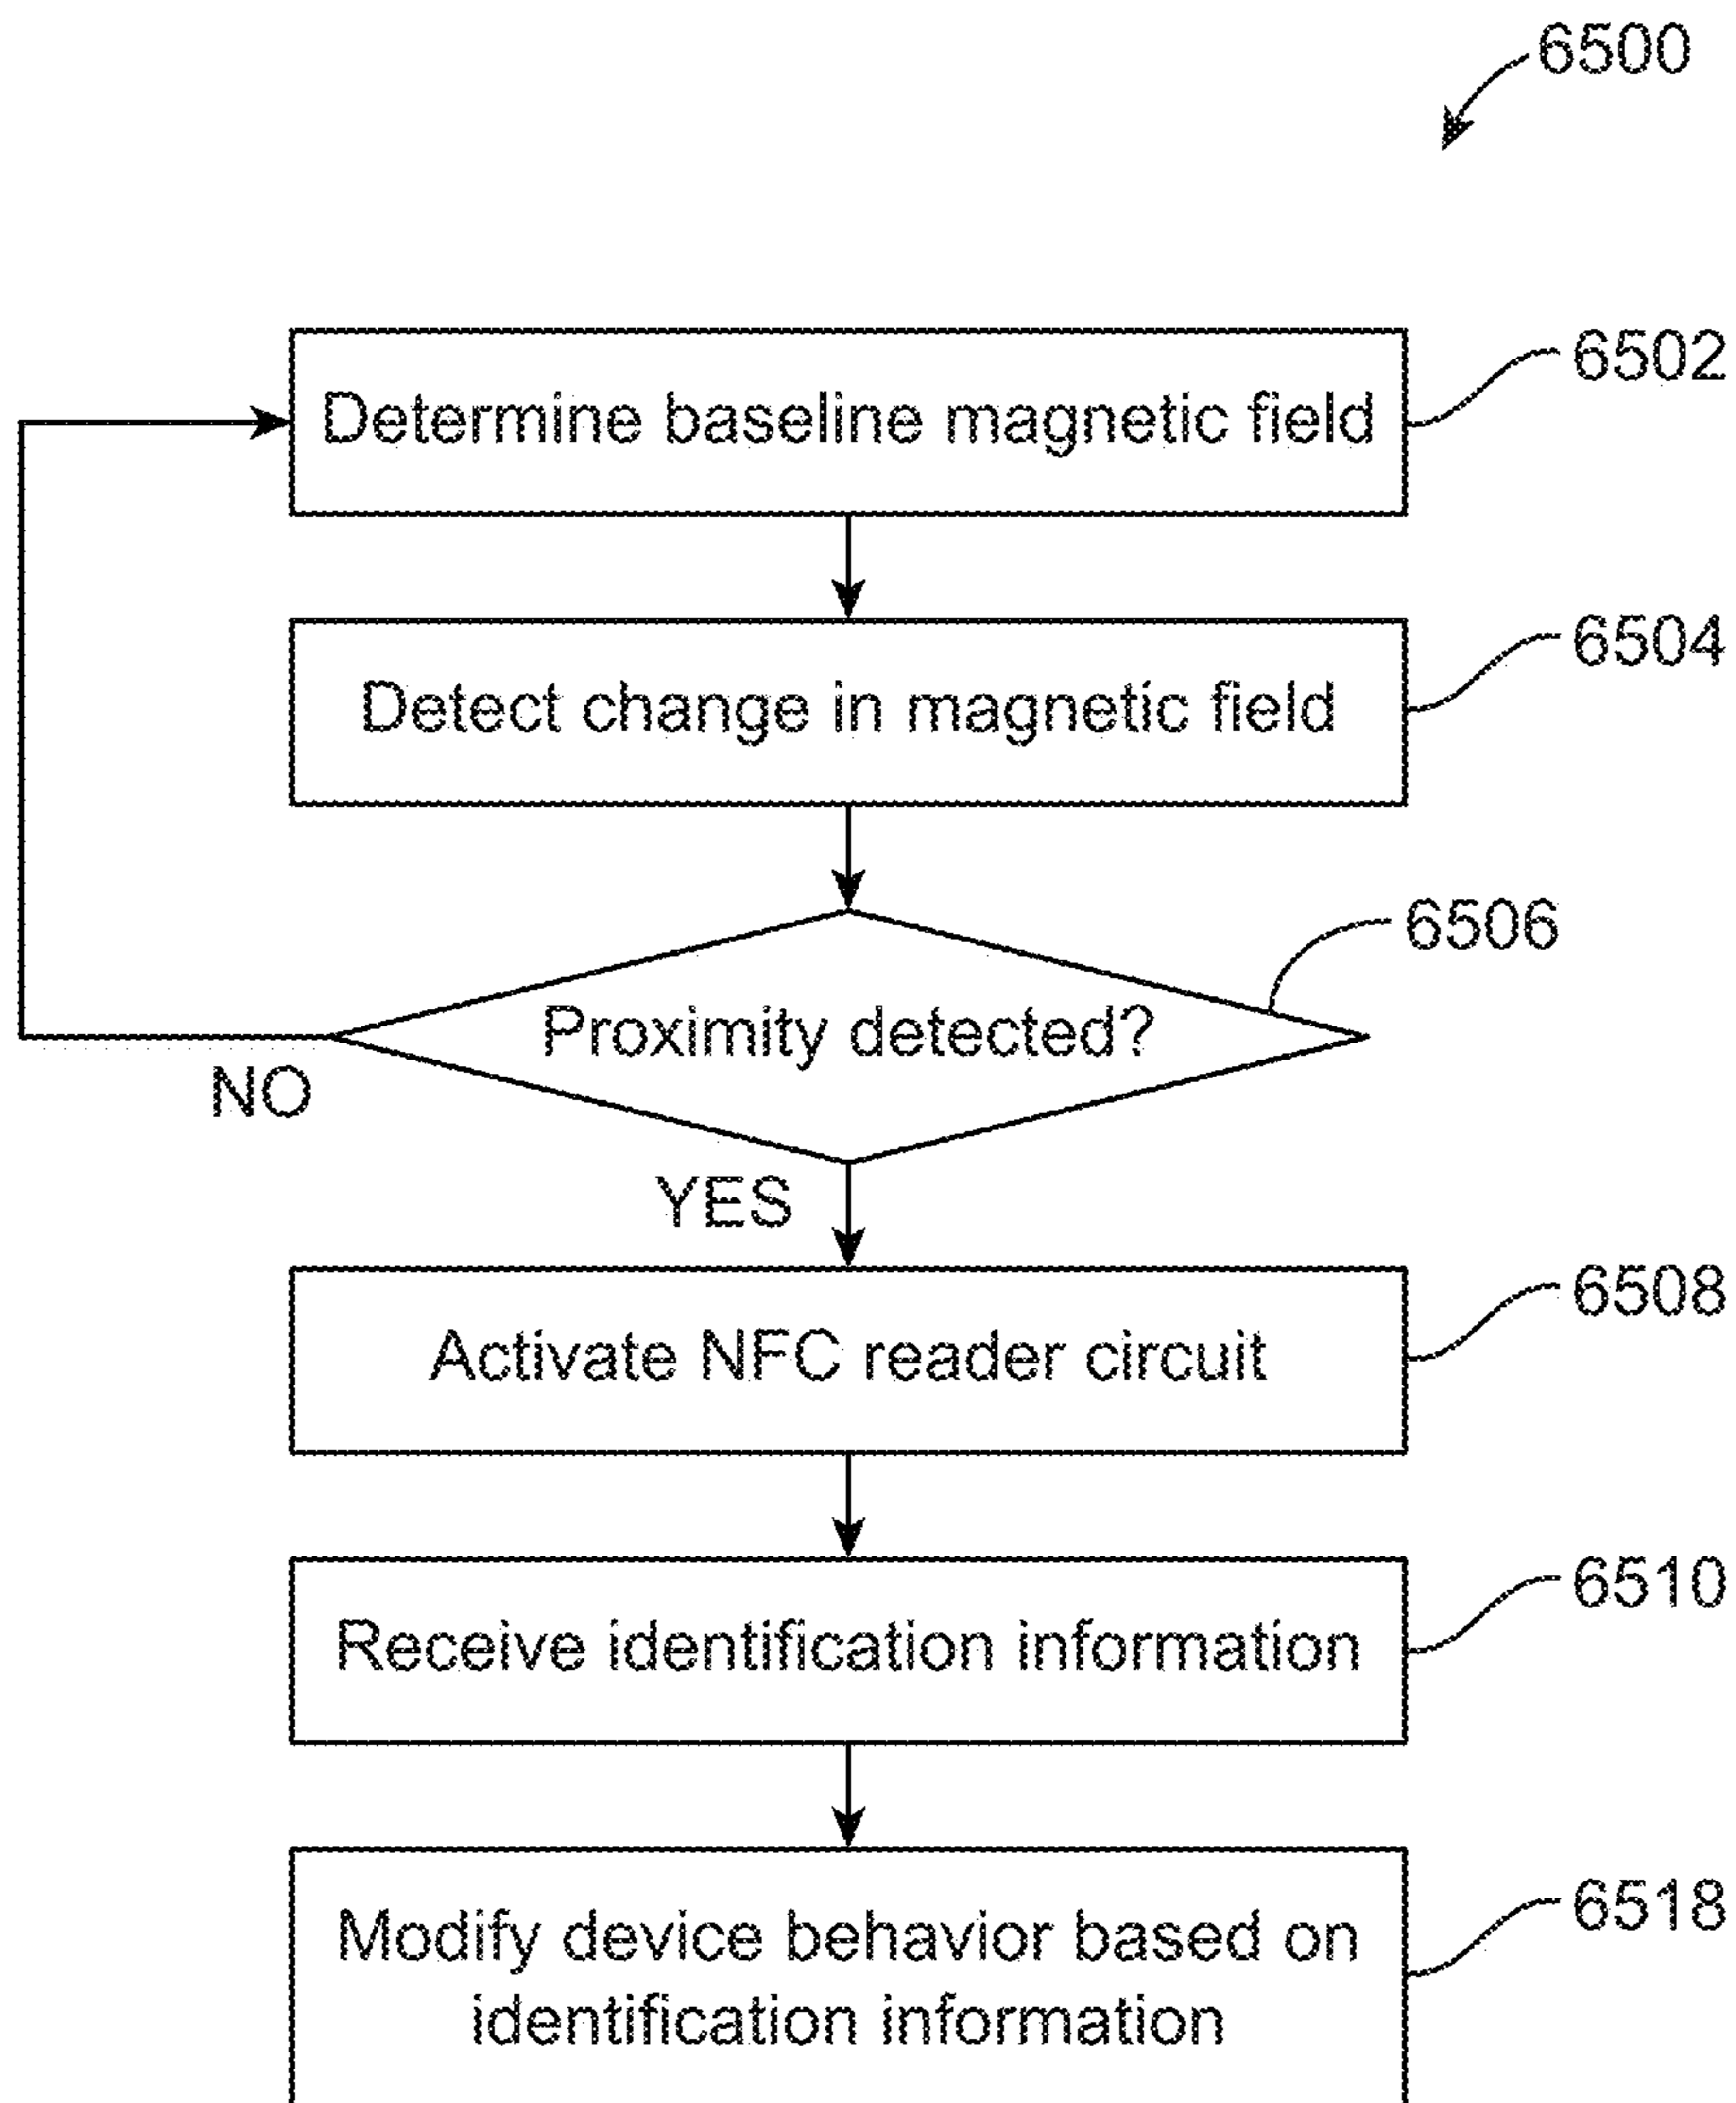 6500
Determine baseline magnetic field
6502
Detect change in magnetic field
6504
Proximity detected?
6506
NO
YES
Activate NFC reader circuit
6508
Receive identification information
6510
Modify device behavior based on
identification information
6518